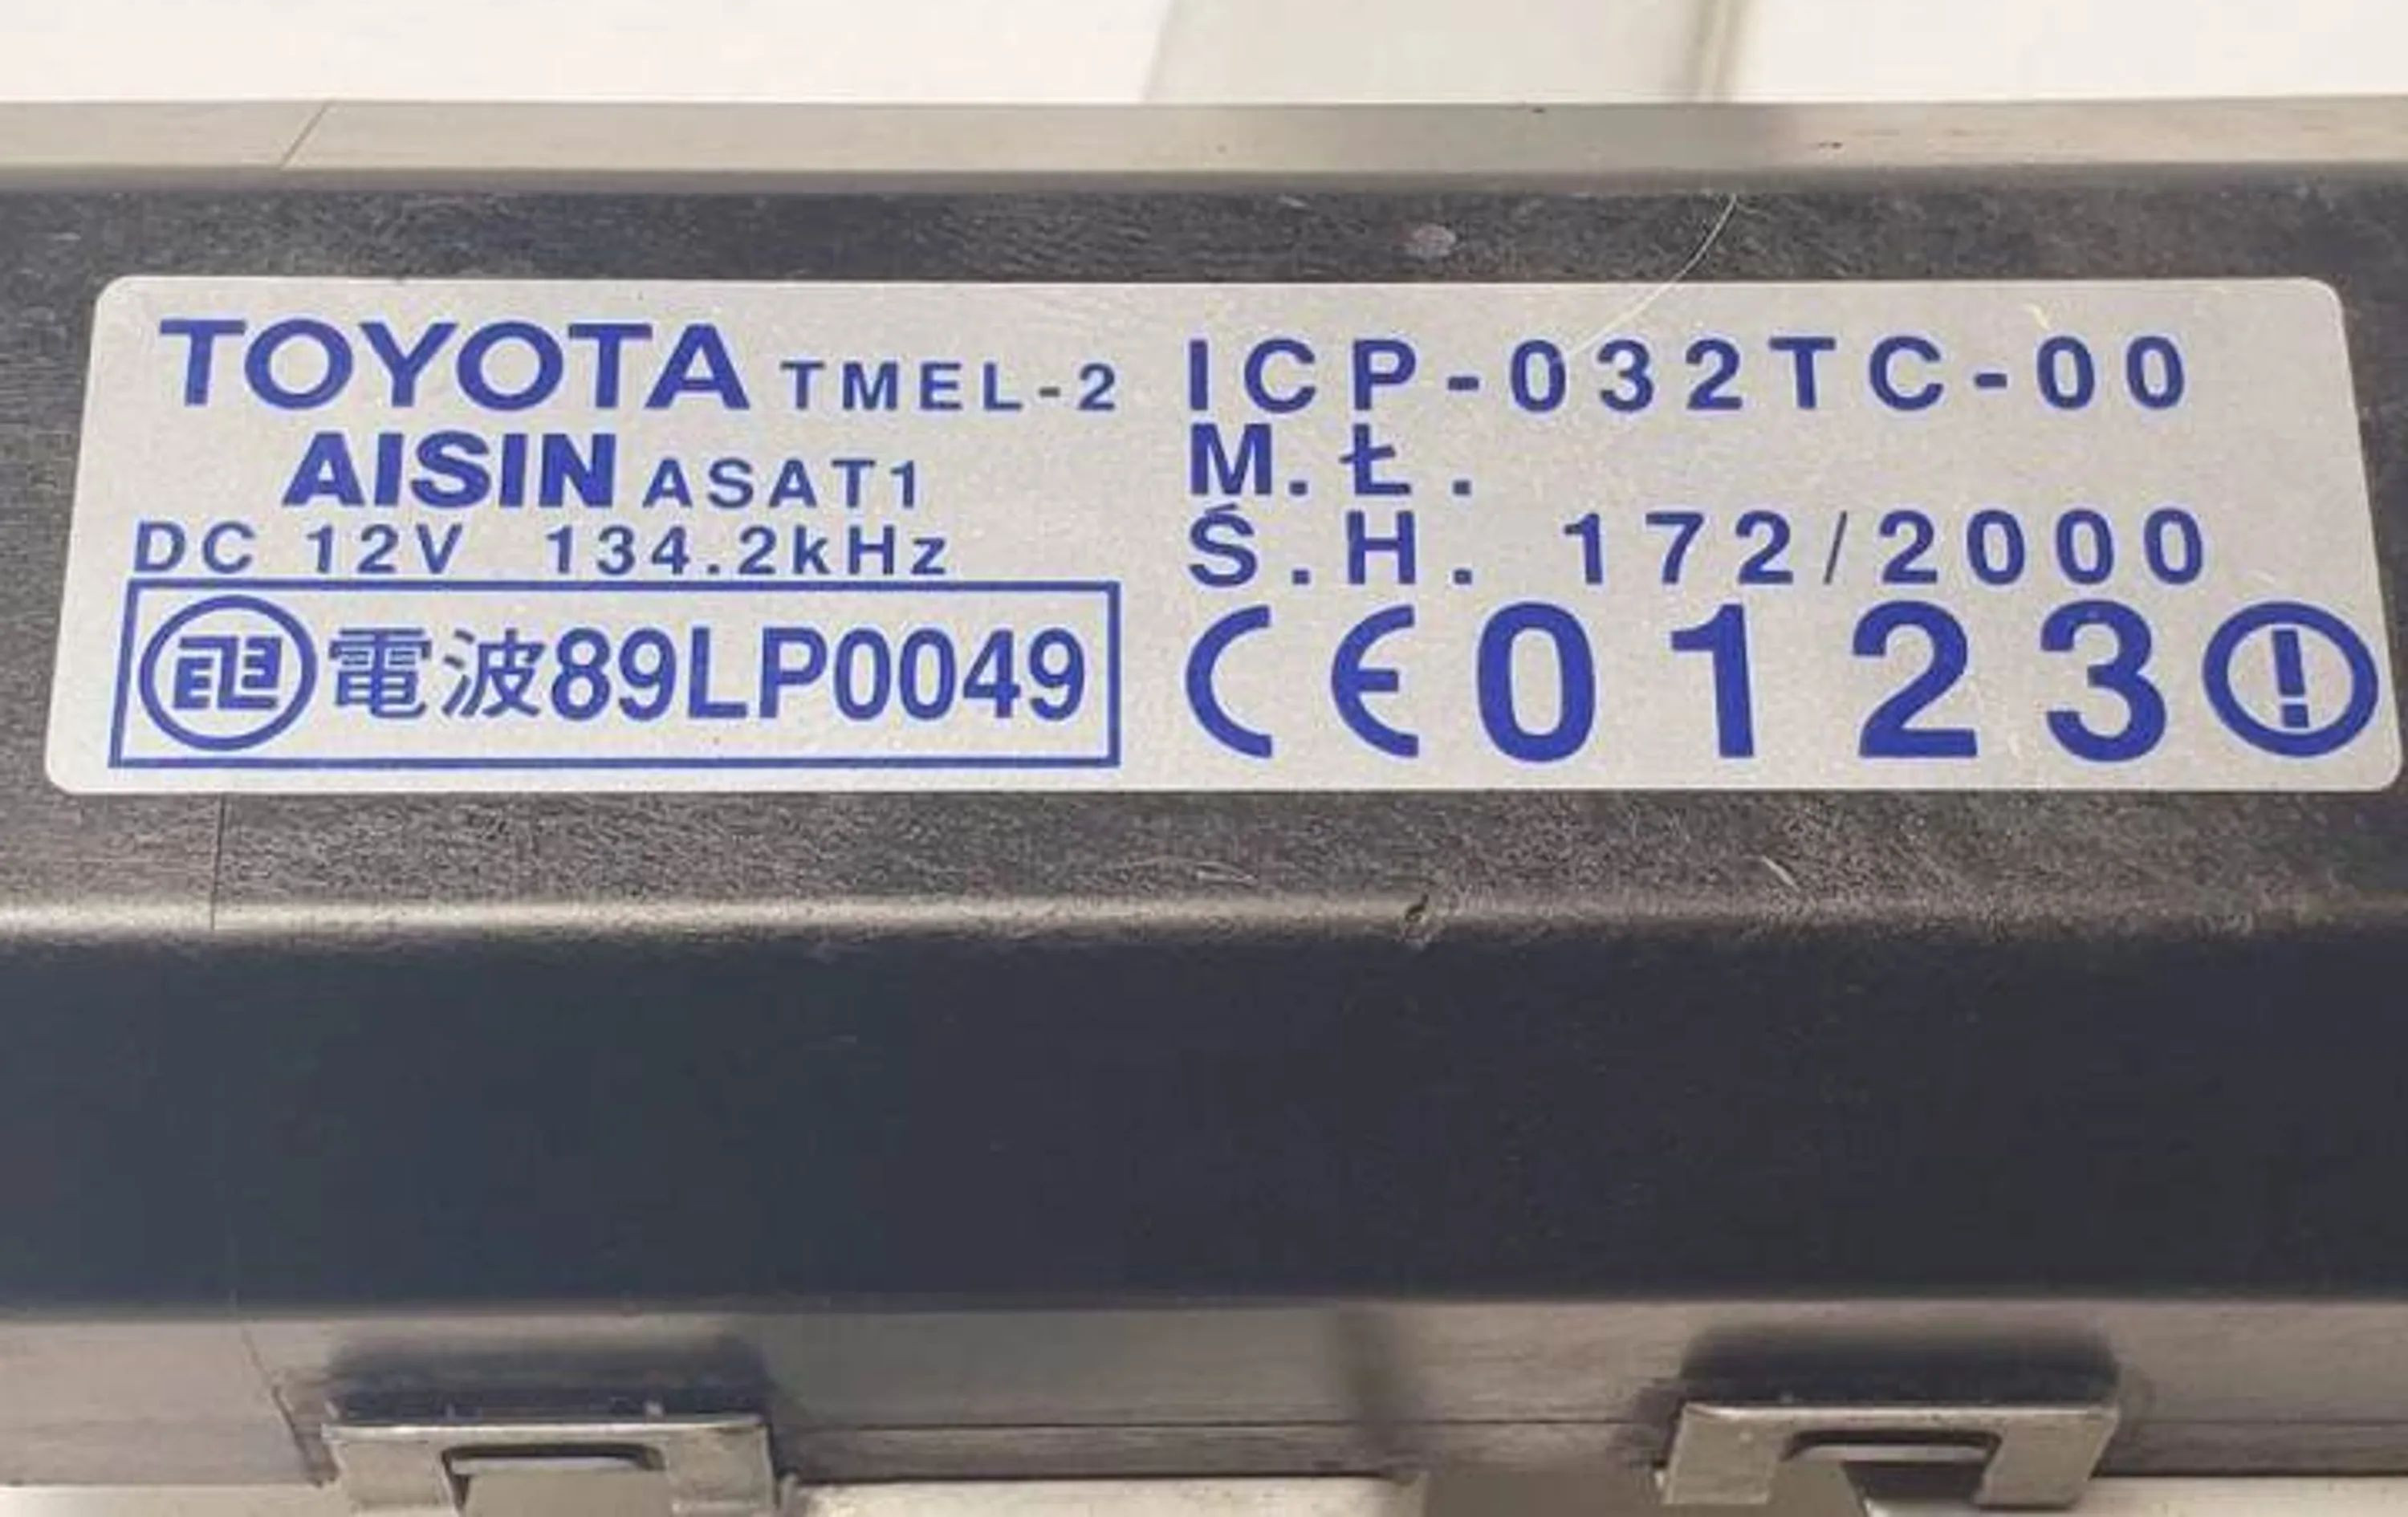 TOYOTA TMEL-2
AISIN ASAT1
DC 12V 134.2kHz
電波89LP0049
ICP-032TC-00
M.Ł.
Ś.H. 172/2000
CE0123!